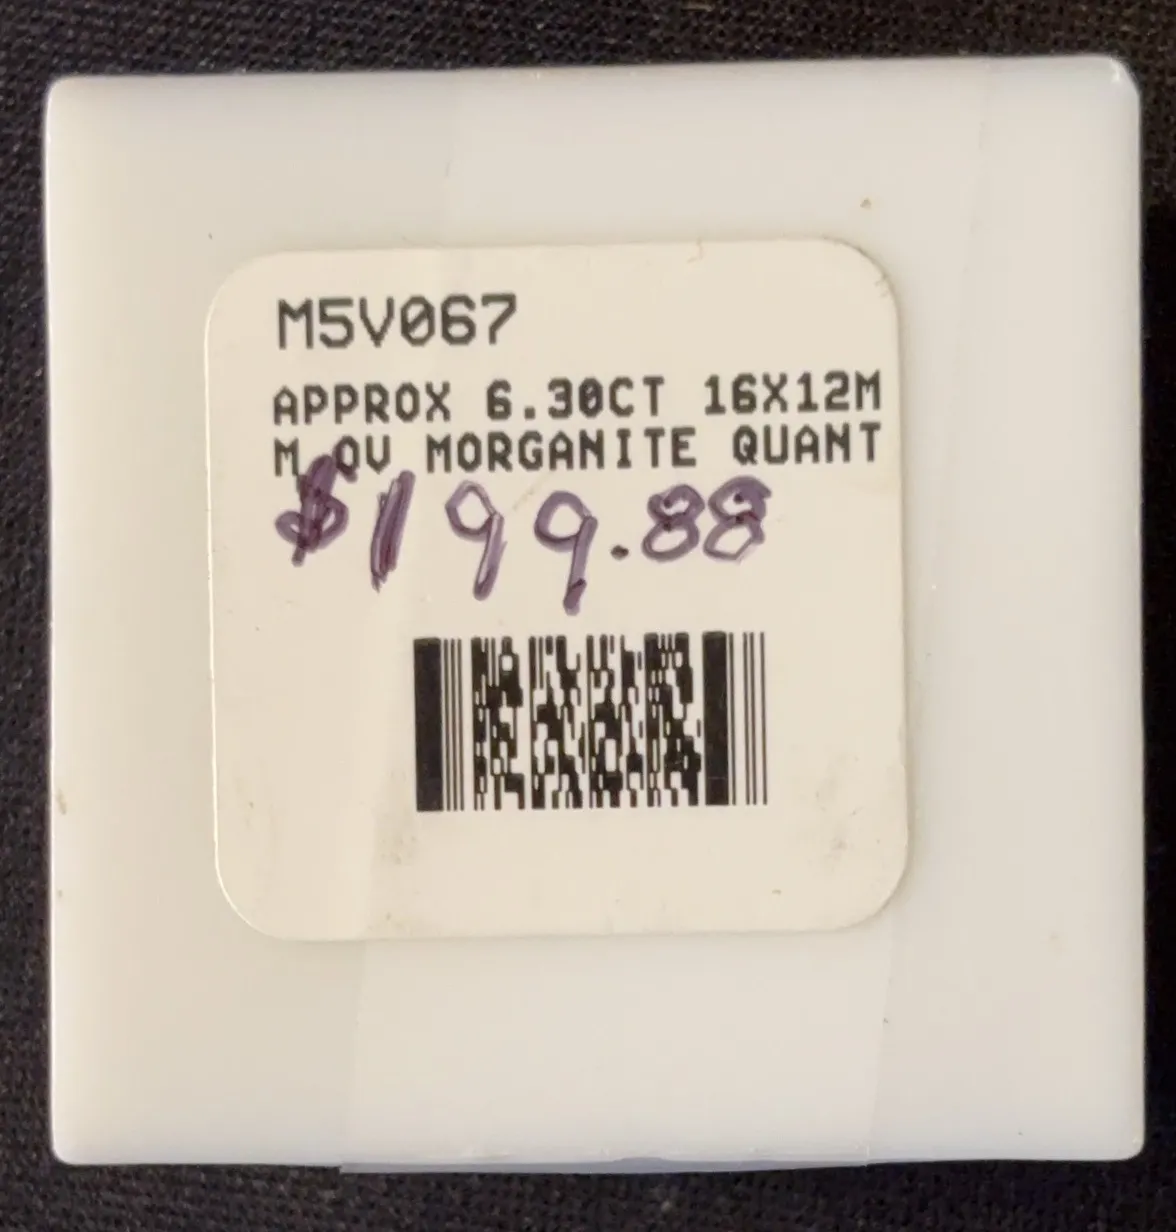 M5V067
APPROX 6.30CT 16X12M
M OV MORGANITE QUANT
$199.88